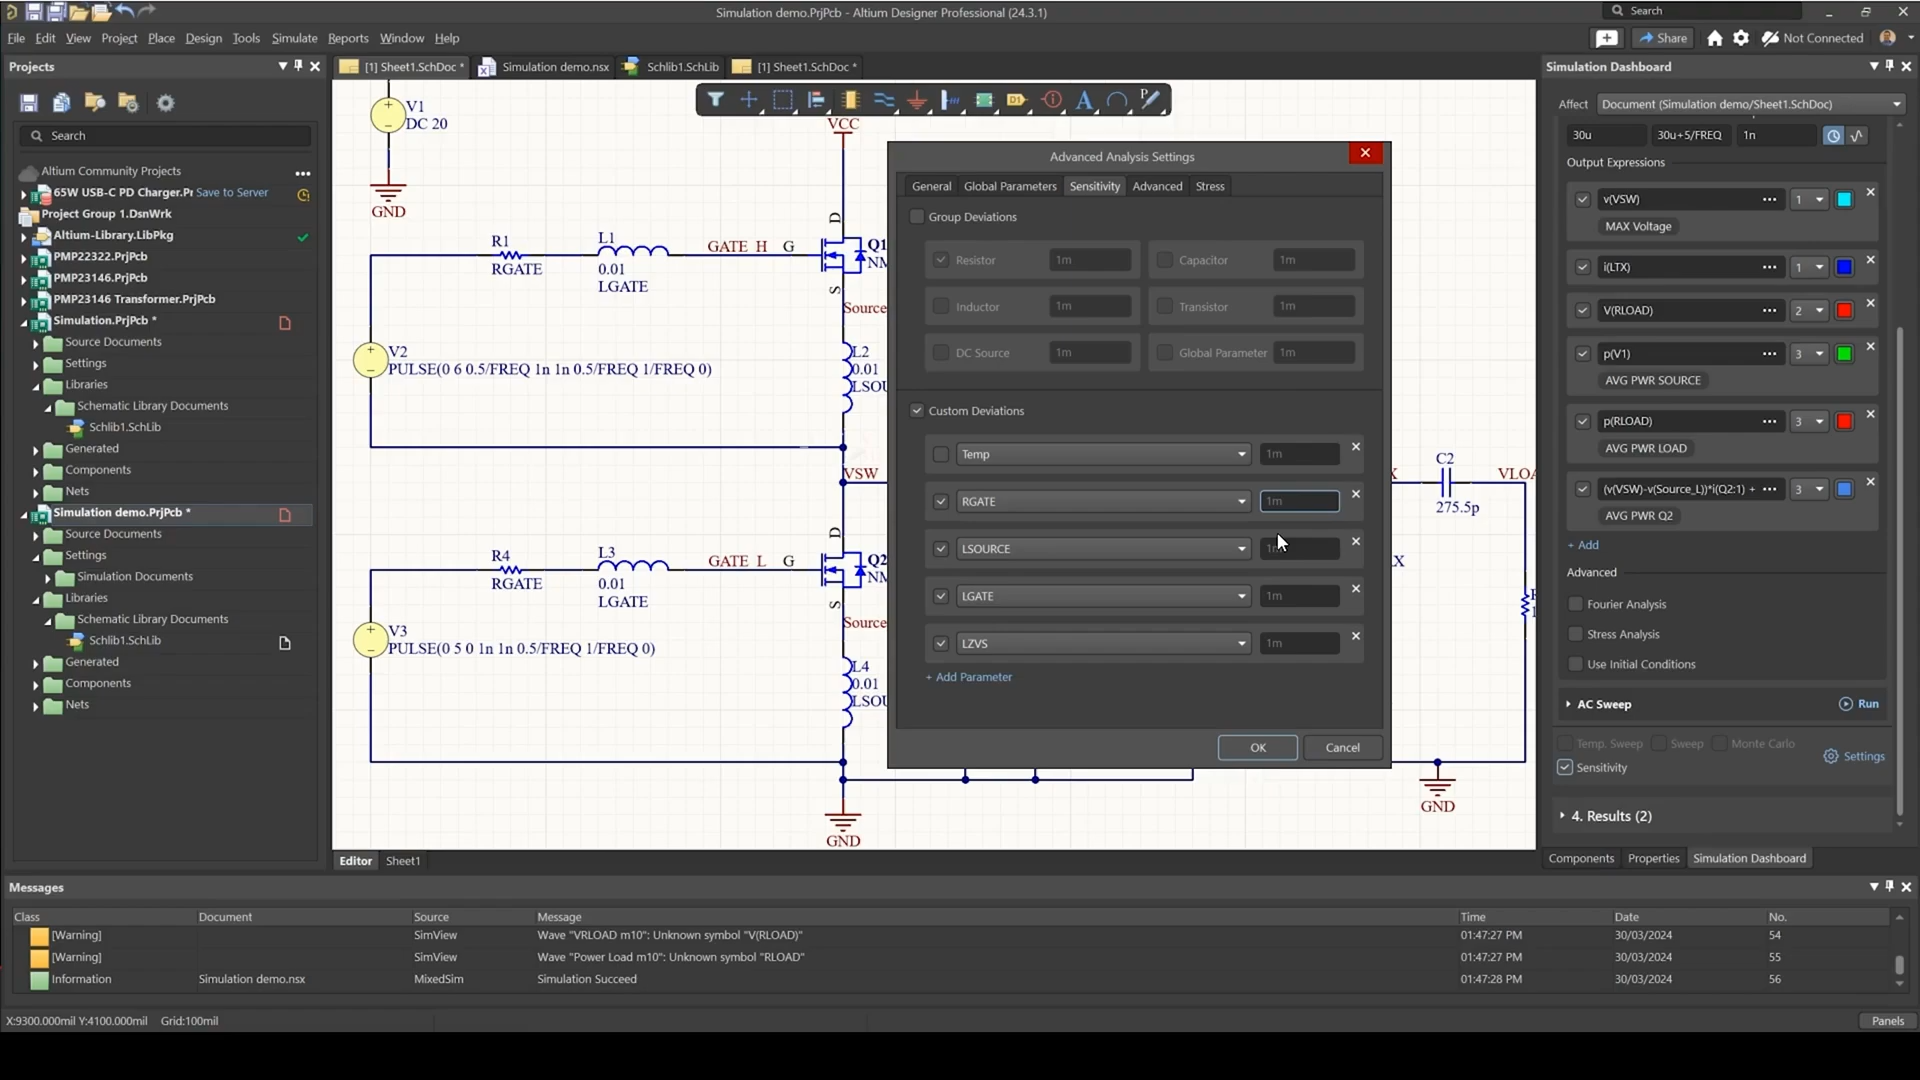 Simulation demo.PrjPcb - Altium Designer Professional (24.3.1)
Search
File Edit View Project Place Design Tools Simulate Reports Window Help
Share
Not Connected
Projects
[1] Sheet1.SchDoc *
Simulation demo.nsx
Schlib1.SchLib
[1] Sheet1.SchDoc *
Search
Altium Community Projects
65W USB-C PD Charger.Pr Save to Server
Project Group 1.DsnWrk
Altium-Library.LibPkg
PMP22322.PrjPcb
PMP23146.PrjPcb
PMP23146 Transformer.PrjPcb
Simulation.PrjPcb *
Source Documents
Settings
Libraries
Schematic Library Documents
Schlib1.SchLib
Generated
Components
Nets
Simulation demo.PrjPcb *
Source Documents
Settings
Simulation Documents
Libraries
Schematic Library Documents
Schlib1.SchLib
Generated
Components
Nets
V1
DC 20
GND
VCC
R1
RGATE
L1
0.01
LGATE
GATE_H
G
D
S
Q1
Source
V2
PULSE(0 6 0.5/FREQ 1n 1n 0.5/FREQ 1/FREQ 0)
L2
0.01
LSOU
VSW
R4
RGATE
L3
0.01
LGATE
GATE_L
G
D
S
Q2
Source
V3
PULSE(0 5 0 1n 1n 0.5/FREQ 1/FREQ 0)
L4
0.01
LSOU
GND
C2
275.5p
VLOA
GND
Editor Sheet1
Advanced Analysis Settings
General Global Parameters Sensitivity Advanced Stress
Group Deviations
Resistor 1m Capacitor 1m
Inductor 1m Transistor 1m
DC Source 1m Global Parameter 1m
Custom Deviations
Temp 1m
RGATE 1m
LSOURCE
LGATE 1m
LZVS 1m
+ Add Parameter
OK Cancel
Simulation Dashboard
Affect Document (Simulation demo/Sheet1.SchDoc)
30u 30u+5/FREQ 1n
Output Expressions
v(VSW) ... 1
MAX Voltage
i(LTX) ... 1
V(RLOAD) ... 2
p(V1) ... 3
AVG PWR SOURCE
p(RLOAD) ... 3
AVG PWR LOAD
(v(VSW)-v(Source_L))*i(Q2:1) + ... 3
AVG PWR Q2
+ Add
Advanced
Fourier Analysis
Stress Analysis
Use Initial Conditions
AC Sweep Run
Temp. Sweep Sweep Monte Carlo
Sensitivity
Settings
4. Results (2)
Components Properties Simulation Dashboard
Messages
Class Document Source Message Time Date No.
[Warning] SimView Wave "VRLOAD m10": Unknown symbol "V(RLOAD)" 01:47:27 PM 30/03/2024 54
[Warning] SimView Wave "Power Load m10": Unknown symbol "RLOAD" 01:47:27 PM 30/03/2024 55
Information Simulation demo.nsx MixedSim Simulation Succeed 01:47:28 PM 30/03/2024 56
X:9300.000mil Y:4100.000mil Grid:100mil
Panels